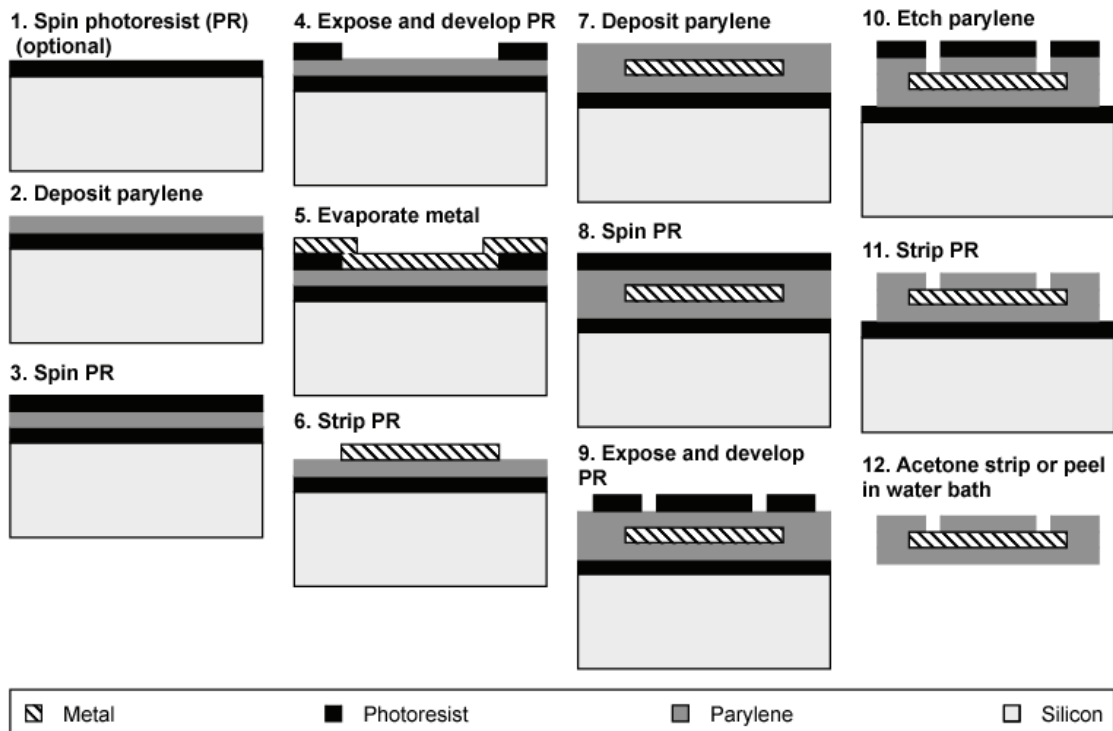 1. Spin photoresist (PR)
(optional)
2. Deposit parylene
3. Spin PR
4. Expose and develop PR
5. Evaporate metal
6. Strip PR
7. Deposit parylene
8. Spin PR
9. Expose and develop
PR
10. Etch parylene
11. Strip PR
12. Acetone strip or peel
in water bath
Metal
Photoresist
Parylene
Silicon